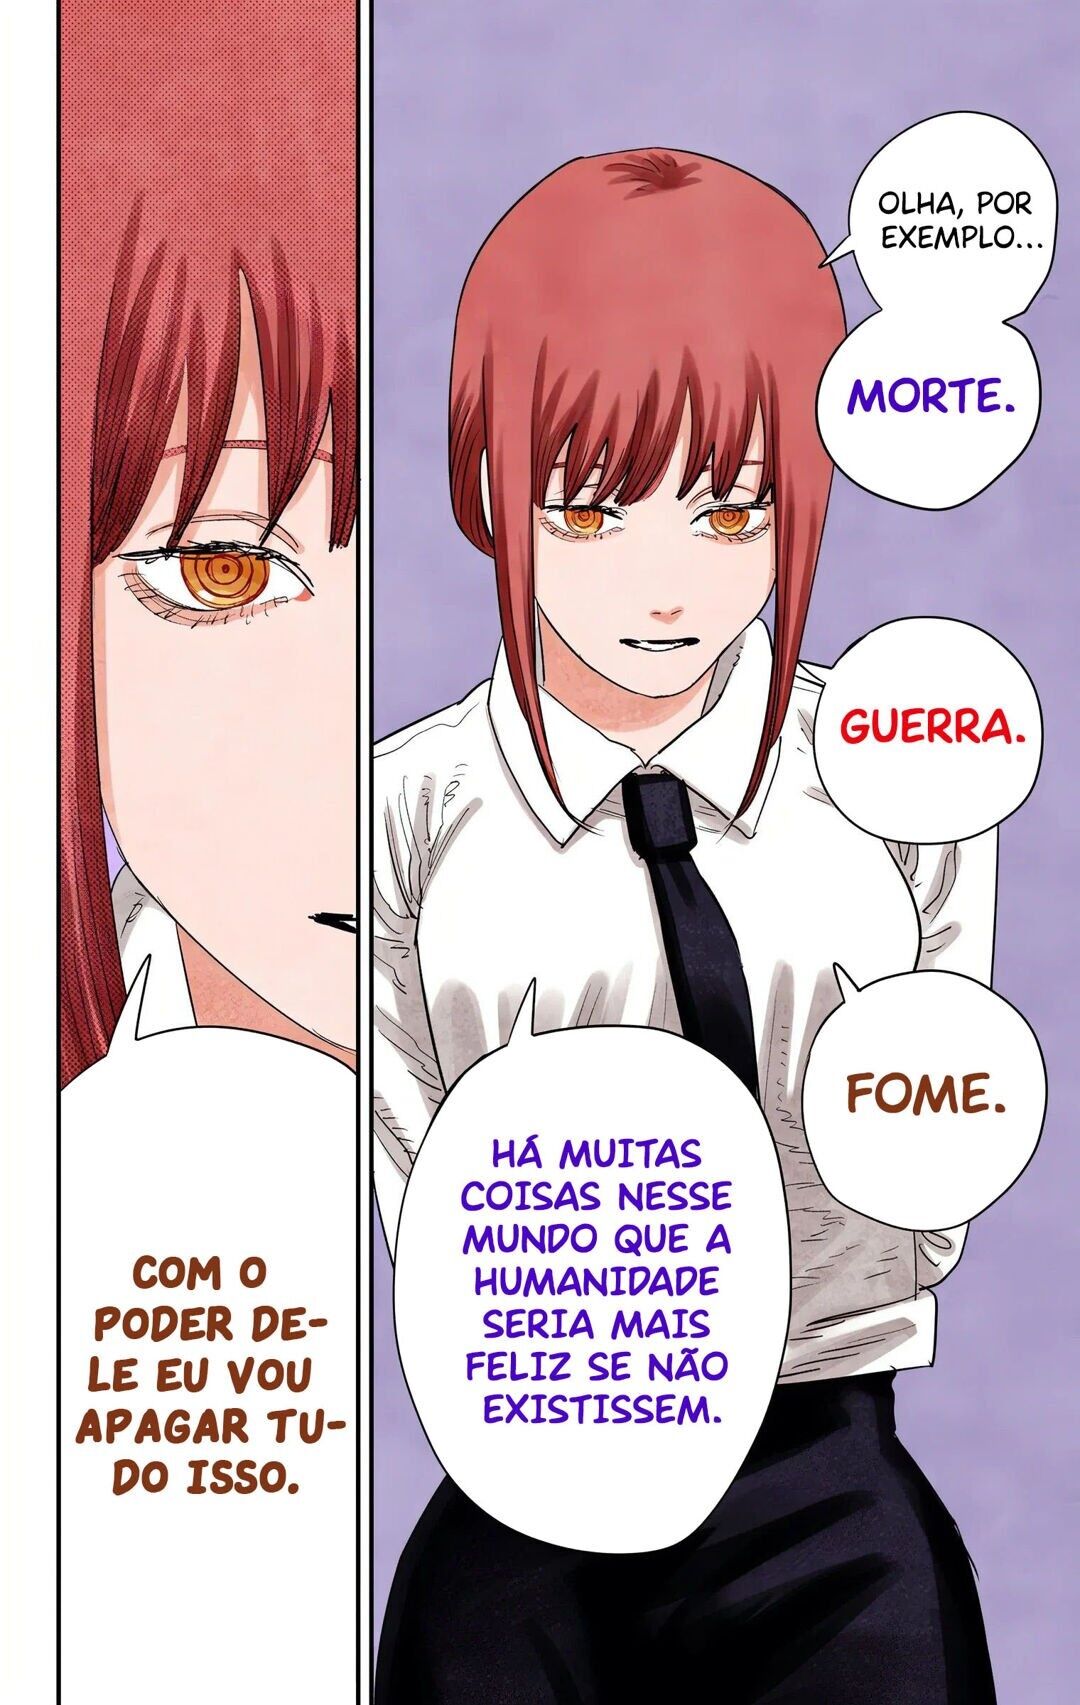 OLHA, POR
EXEMPLO...
MORTE.
GUERRA.
FOME.
HÁ MUITAS
COISAS NESSE
MUNDO QUE A
HUMANIDADE
SERIA MAIS
FELIZ SE NÃO
EXISTISSEM.
COM O
PODER DE-
LE EU VOU
APAGAR TU-
DO ISSO.